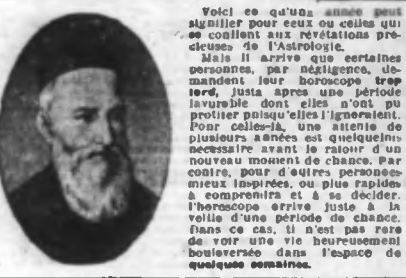 Voici ce qu'une année peut
signifier pour ceux ou celles qui
se confient aux révétations pré-
cieuses de l'Astrologie.
Mais il arrive que certaines
personnes, par négligence, de-
mandent leur horoscope trop
tord, juste après une période
favorable dont elles n'ont pu
profiter puisqu'elles l'ignoraient.
Pour celles-là, une attente de
plusieurs années est quelquefois
nécessaire avant le retour d'un
nouveau moment de chance. Par
contre, pour d'autres personnes
mieux inspirées, ou plus rapides
à comprendre et à se décider,
l'horoscope arrive juste à la
veille d'une période de chance.
Dans ce cas, il n'est pas rare
de voir une vie heureusement
bouleversée dans l'espace de
quelques semaines.